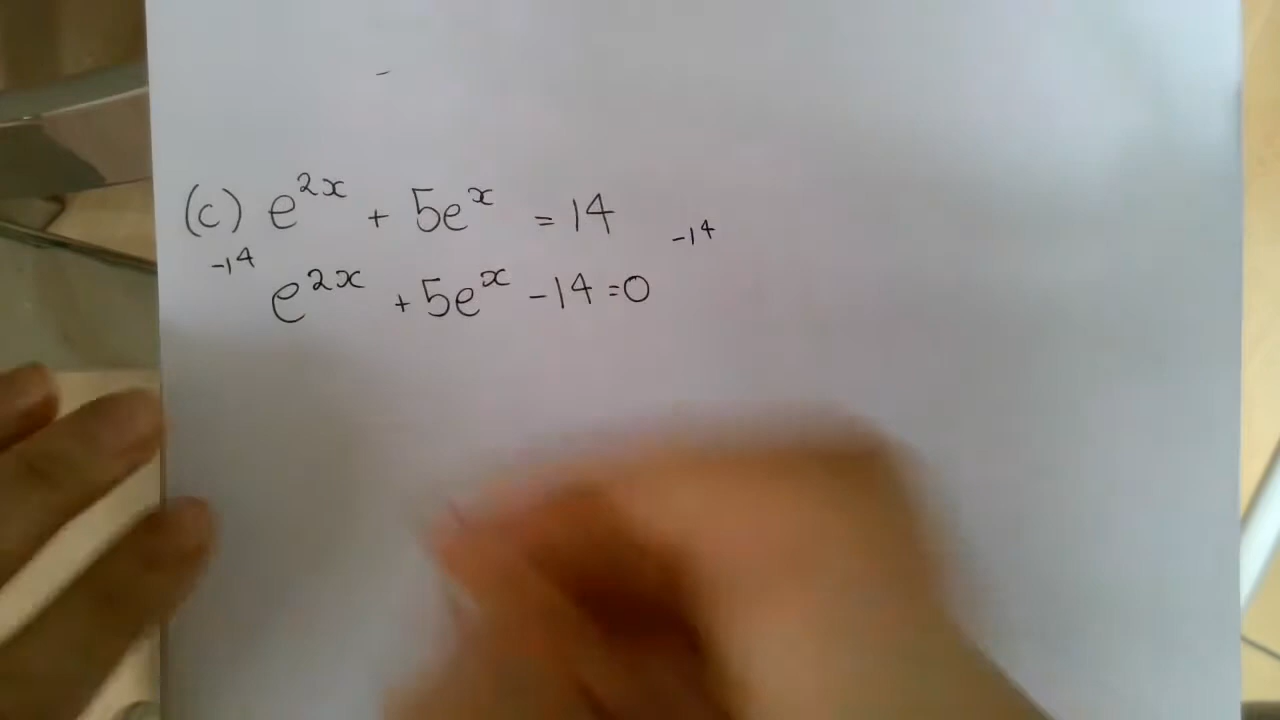 (c) e^{2x} + 5e^x = 14
-14 -14
e^{2x} + 5e^x - 14 = 0